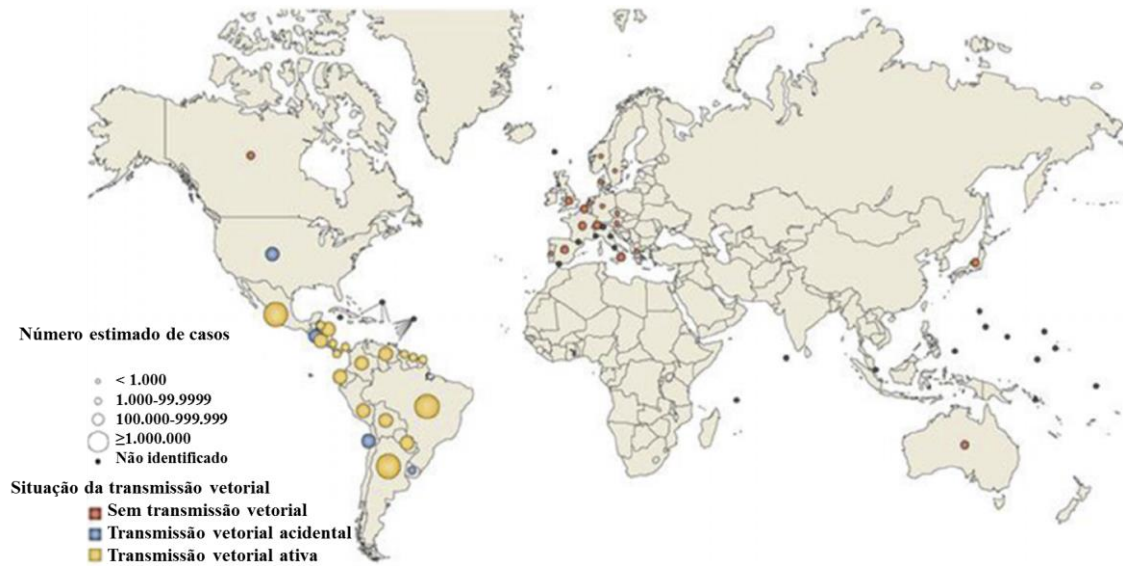 Número estimado de casos
< 1.000
1.000-99.9999
100.000-999.999
≥1.000.000
Não identificado
Situação da transmissão vetorial
Sem transmissão vetorial
Transmissão vetorial acidental
Transmissão vetorial ativa